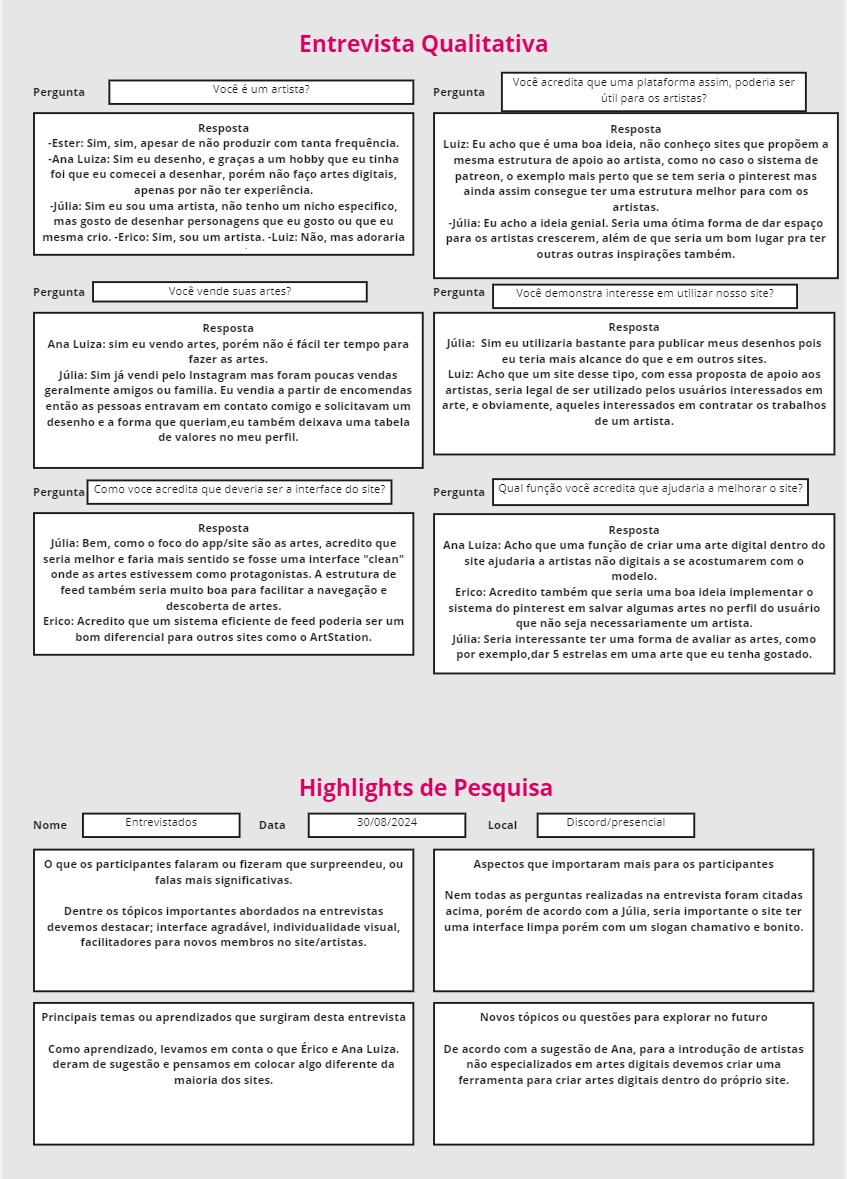 Entrevista Qualitativa
Pergunta
Você é um artista?
Resposta
-Ester: Sim, sim, apesar de não produzir com tanta frequência.
-Ana Luiza: Sim eu desenho, e graças a um hobby que eu tinha
foi que eu comecei a desenhar, porém não faço artes digitais,
apenas por não ter experiência.
-Júlia: Sim eu sou uma artista, não tenho um nicho especifico,
mas gosto de desenhar personagens que eu gosto ou que eu
mesma crio. -Erico: Sim, sou um artista. -Luiz: Não, mas adoraria
Pergunta
Você acredita que uma plataforma assim, poderia ser
útil para os artistas?
Resposta
Luiz: Eu acho que é uma boa ideia, não conheço sites que propõem a
mesma estrutura de apoio ao artista, como no caso o sistema de
patreon, o exemplo mais perto que se tem seria o pinterest mas
ainda assim consegue ter uma estrutura melhor para com os
artistas.
-Júlia: Eu acho a ideia genial. Seria uma ótima forma de dar espaço
para os artistas crescerem, além de que seria um bom lugar pra ter
outras outras inspirações também.
Pergunta
Você vende suas artes?
Resposta
Ana Luiza: sim eu vendo artes, porém não é fácil ter tempo para
fazer as artes.
Júlia: Sim já vendi pelo Instagram mas foram poucas vendas
geralmente amigos ou familia. Eu vendia a partir de encomendas
então as pessoas entravam em contato comigo e solicitavam um
desenho e a forma que queriam,eu também deixava uma tabela
de valores no meu perfil.
Pergunta
Você demonstra interesse em utilizar nosso site?
Resposta
Júlia:  Sim eu utilizaria bastante para publicar meus desenhos pois
eu teria mais alcance do que e em outros sites.
Luiz: Acho que um site desse tipo, com essa proposta de apoio aos
artistas, seria legal de ser utilizado pelos usuários interessados em
arte, e obviamente, aqueles interessados em contratar os trabalhos
de um artista.
Pergunta
Como voce acredita que deveria ser a interface do site?
Resposta
Júlia: Bem, como o foco do app/site são as artes, acredito que
seria melhor e faria mais sentido se fosse uma interface "clean"
onde as artes estivessem como protagonistas. A estrutura de
feed também seria muito boa para facilitar a navegação e
descoberta de artes.
Erico: Acredito que um sistema eficiente de feed poderia ser um
bom diferencial para outros sites como o ArtStation.
Pergunta
Qual função você acredita que ajudaria a melhorar o site?
Resposta
Ana Luiza: Acho que uma função de criar uma arte digital dentro do
site ajudaria a artistas não digitais a se acostumarem com o
modelo.
Erico: Acredito também que seria uma boa ideia implementar o
sistema do pinterest em salvar algumas artes no perfil do usuário
que não seja necessariamente um artista.
Júlia: Seria interessante ter uma forma de avaliar as artes, como
por exemplo,dar 5 estrelas em uma arte que eu tenha gostado.
Highlights de Pesquisa
Nome
Entrevistados
Data
30/08/2024
Local
Discord/presencial
O que os participantes falaram ou fizeram que surpreendeu, ou
falas mais significativas.
Dentre os tópicos importantes abordados na entrevistas
devemos destacar; interface agradável, individualidade visual,
facilitadores para novos membros no site/artistas.
Aspectos que importaram mais para os participantes
Nem todas as perguntas realizadas na entrevista foram citadas
acima, porém de acordo com a Júlia, seria importante o site ter
uma interface limpa porém com um slogan chamativo e bonito.
Principais temas ou aprendizados que surgiram desta entrevista
Como aprendizado, levamos em conta o que Érico e Ana Luiza.
deram de sugestão e pensamos em colocar algo diferente da
maioria dos sites.
Novos tópicos ou questões para explorar no futuro
De acordo com a sugestão de Ana, para a introdução de artistas
não especializados em artes digitais devemos criar uma
ferramenta para criar artes digitais dentro do próprio site.